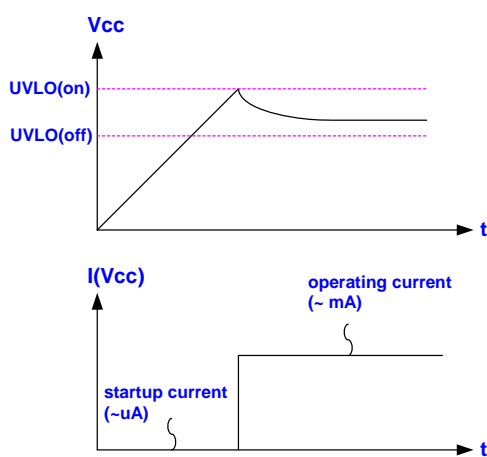 Vcc
UVLO(on)
UVLO(off)
t
I(Vcc)
operating current
(~ mA)
startup current
(~uA)
t